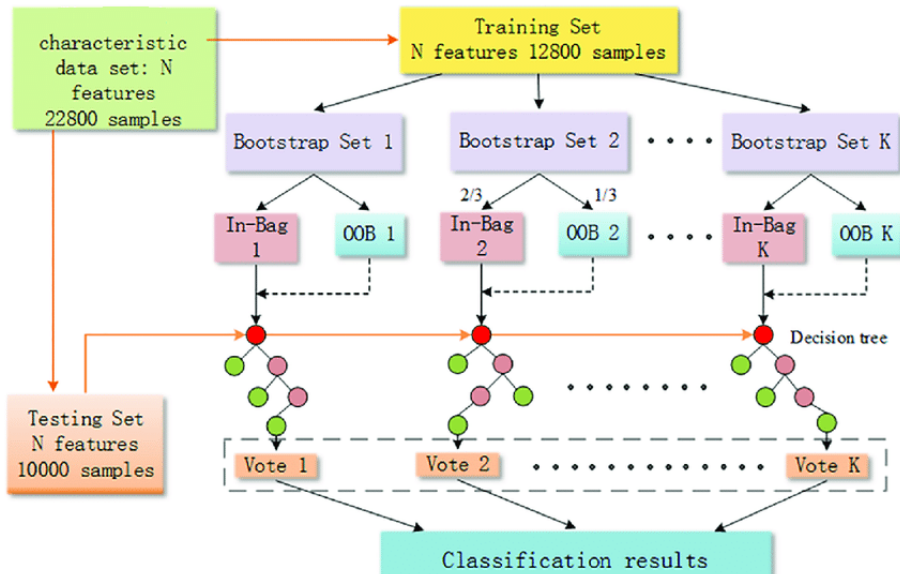 characteristic
data set: N
features
22800 samples
Training Set
N features 12800 samples
Bootstrap Set 1
Bootstrap Set 2
Bootstrap Set K
2/3
1/3
In-Bag
1
OOB 1
In-Bag
2
OOB 2
In-Bag
K
OOB K
Decision tree
Testing Set
N features
10000 samples
Vote 1
Vote 2
Vote K
Classification results